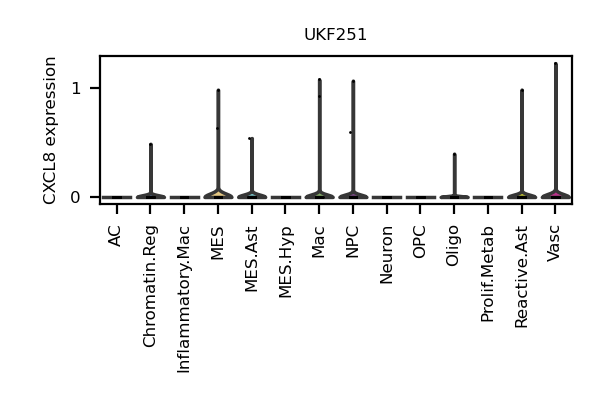 UKF251
CXCL8 expression
1
0
AC
Chromatin.Reg
Inflammatory.Mac
MES
MES.Ast
MES.Hyp
Mac
NPC
Neuron
OPC
Oligo
Prolif.Metab
Reactive.Ast
Vasc